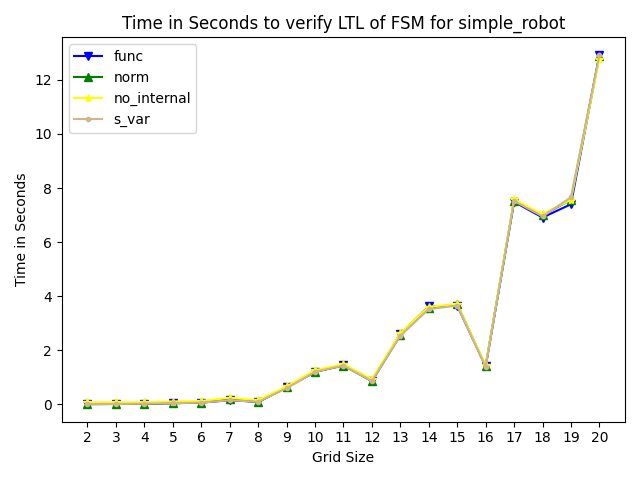 Time in Seconds to verify LTL of FSM for simple_robot
func
norm
no_internal
s_var
Time in Seconds
12
10
8
6
4
2
0
2 3 4 5 6 7 8 9 10 11 12 13 14 15 16 17 18 19 20
Grid Size